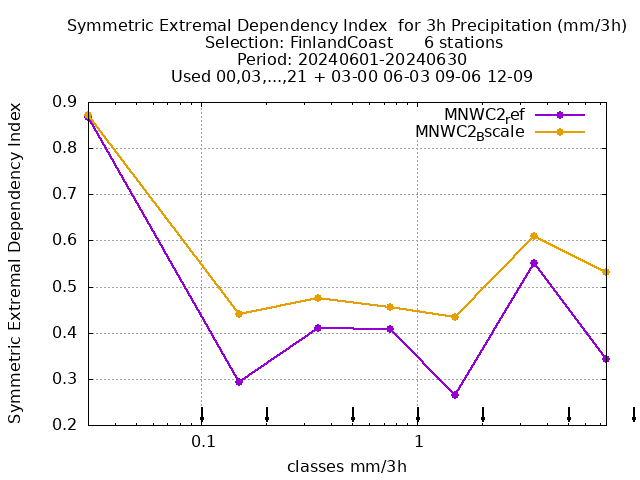 Symmetric Extremal Dependency Index  for 3h Precipitation (mm/3h)
Selection: FinlandCoast      6 stations
Period: 20240601-20240630
Used 00,03,...,21 + 03-00 06-03 09-06 12-09
MNWC2ref
MNWC2Bscale
Symmetric Extremal Dependency Index
0.9
0.8
0.7
0.6
0.5
0.4
0.3
0.2
0.1 1
classes mm/3h